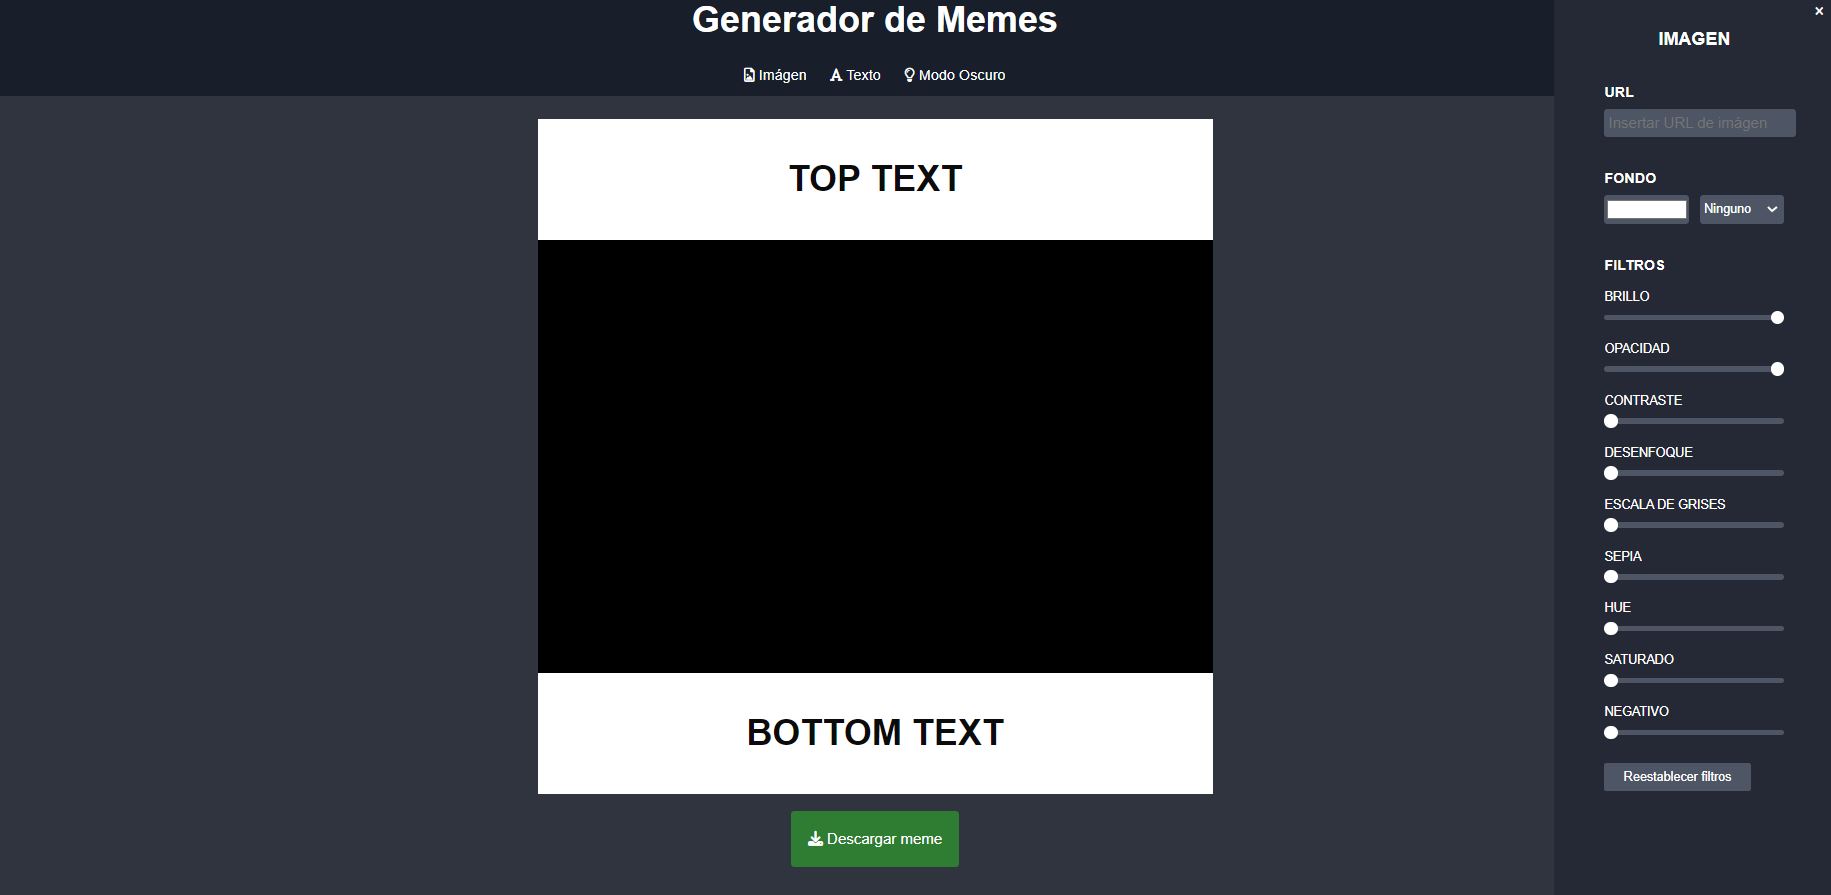 Generador de Memes
Imágen Texto Modo Oscuro
TOP TEXT
BOTTOM TEXT
Descargar meme
×
IMAGEN
URL
Insertar URL de imágen
FONDO
Ninguno
FILTROS
BRILLO
OPACIDAD
CONTRASTE
DESENFOQUE
ESCALA DE GRISES
SEPIA
HUE
SATURADO
NEGATIVO
Reestablecer filtros